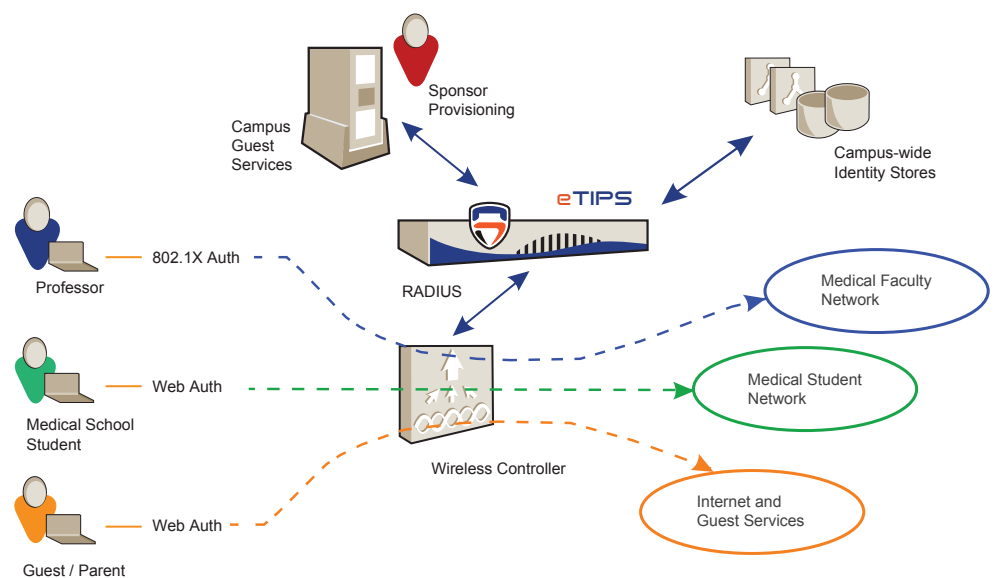 Sponsor
Provisioning
Campus
Guest
Services
Campus-wide
Identity Stores
eTIPS
RADIUS
Professor
802.1X Auth
Medical Faculty
Network
Medical School
Student
Web Auth
Medical Student
Network
Wireless Controller
Guest / Parent
Web Auth
Internet and
Guest Services